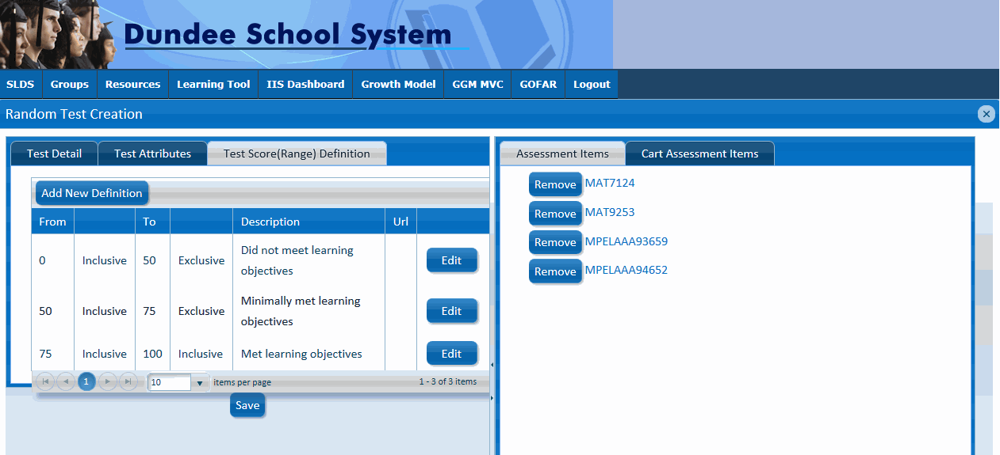 Dundee School System
SLDS Groups Resources Learning Tool IIS Dashboard Growth Model GGM MVC GOFAR Logout
Random Test Creation
Test Detail Test Attributes Test Score(Range) Definition
Add New Definition
From To Description Url
0 Inclusive 50 Exclusive Did not meet learning
objectives Edit
50 Inclusive 75 Exclusive Minimally met learning
objectives Edit
75 Inclusive 100 Inclusive Met learning objectives Edit
1 10 items per page 1 - 3 of 3 items
Save
Assessment Items Cart Assessment Items
Remove MAT7124
Remove MAT9253
Remove MPELAAA93659
Remove MPELAAA94652